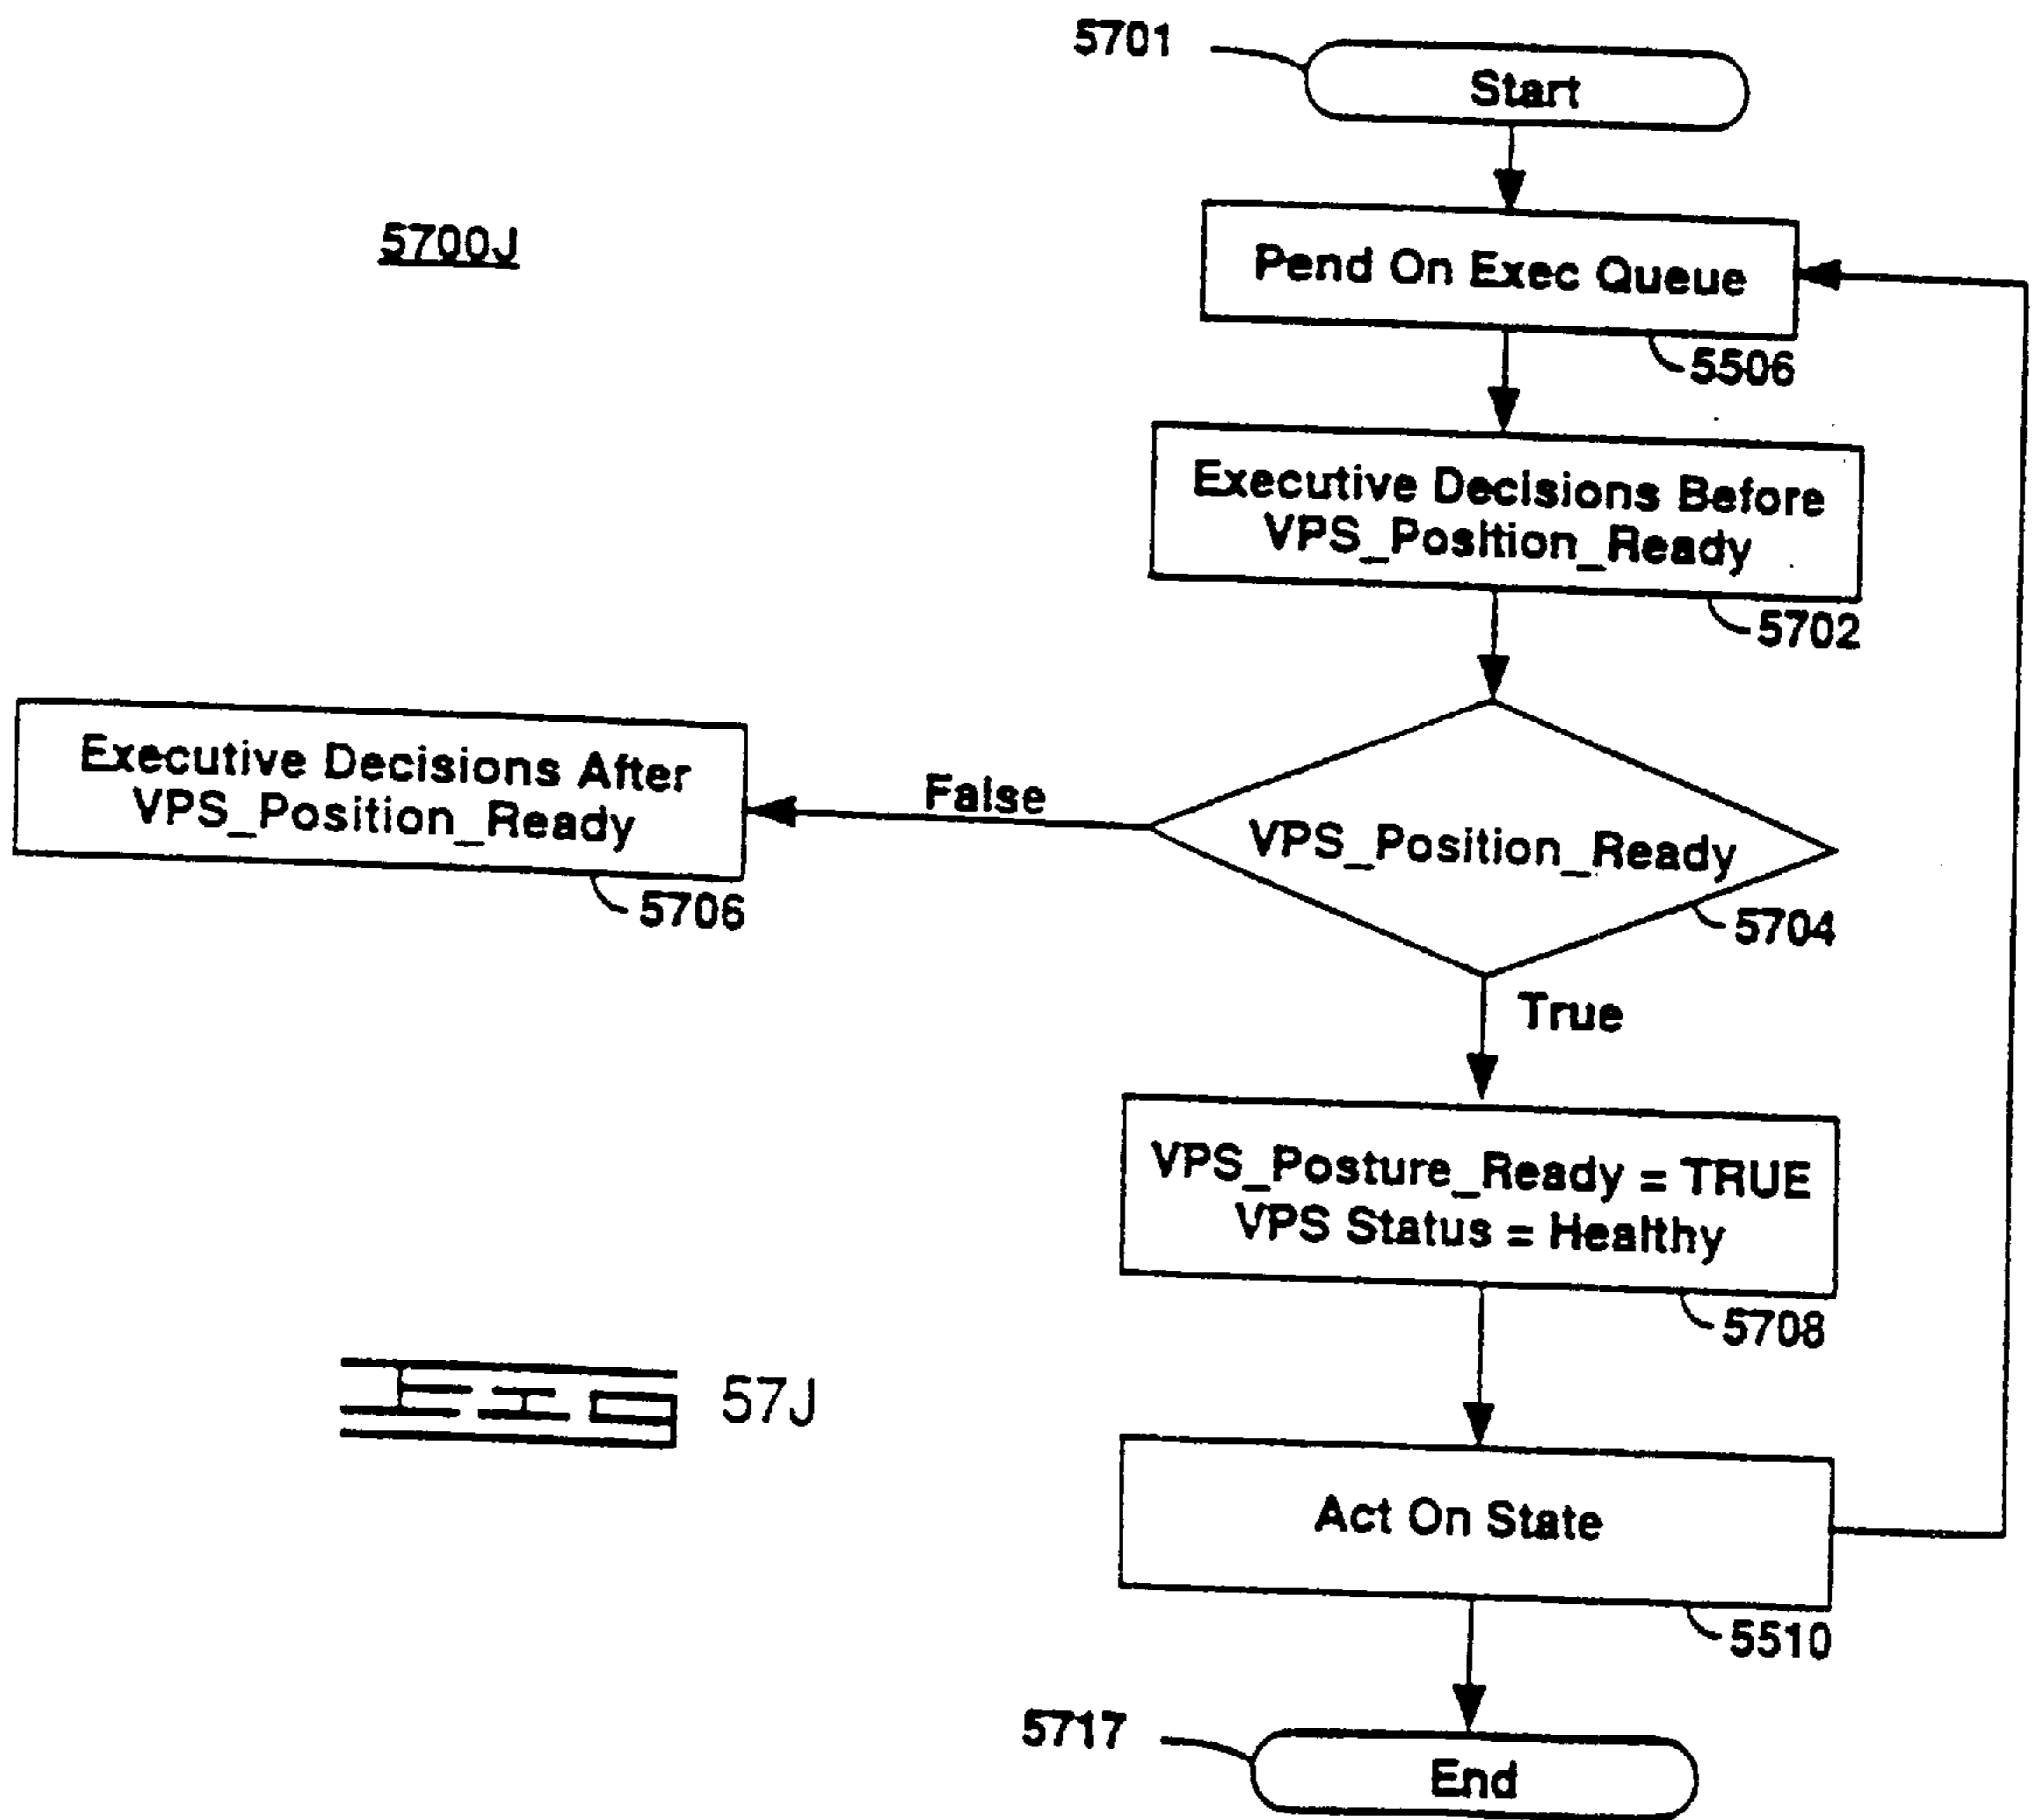 5701
Start
5700J
Pend On Exec Queue
5506
Executive Decisions Before
VPS_Position_Ready
5702
Executive Decisions After
VPS_Position_Ready
5706
False
VPS_Position_Ready
5704
True
VPS_Posture_Ready = TRUE
VPS Status = Healthy
5708
FIG 57J
Act On State
5510
5717
End